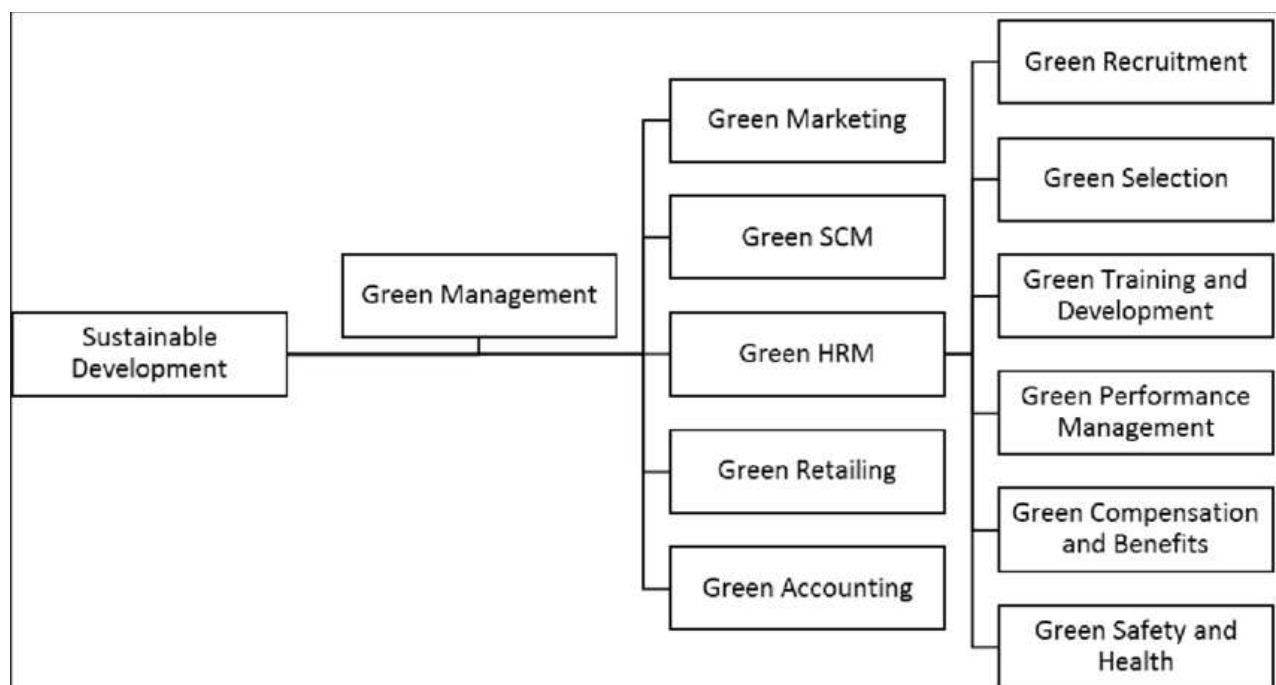 Sustainable
Development
Green Management
Green Marketing
Green SCM
Green HRM
Green Retailing
Green Accounting
Green Recruitment
Green Selection
Green Training and
Development
Green Performance
Management
Green Compensation
and Benefits
Green Safety and
Health